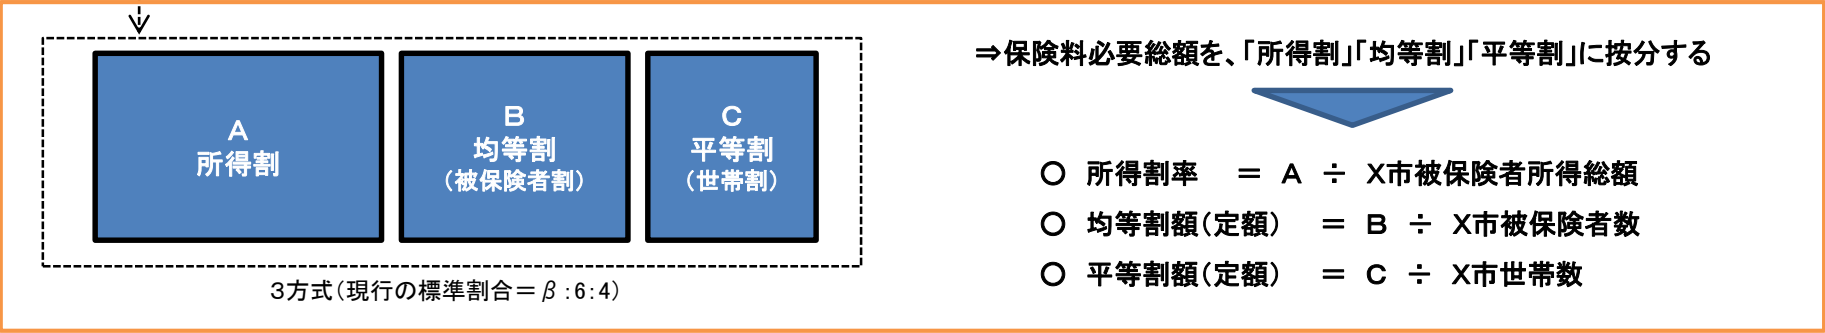 A
所得割
B
均等割
（被保険者割）
C
平等割
（世帯割）
3方式（現行の標準割合＝β：6：4）
⇒保険料必要総額を、「所得割」「均等割」「平等割」に按分する
○ 所得割率 ＝ A ÷ X市被保険者所得総額
○ 均等割額（定額） ＝ B ÷ X市被保険者数
○ 平等割額（定額） ＝ C ÷ X市世帯数